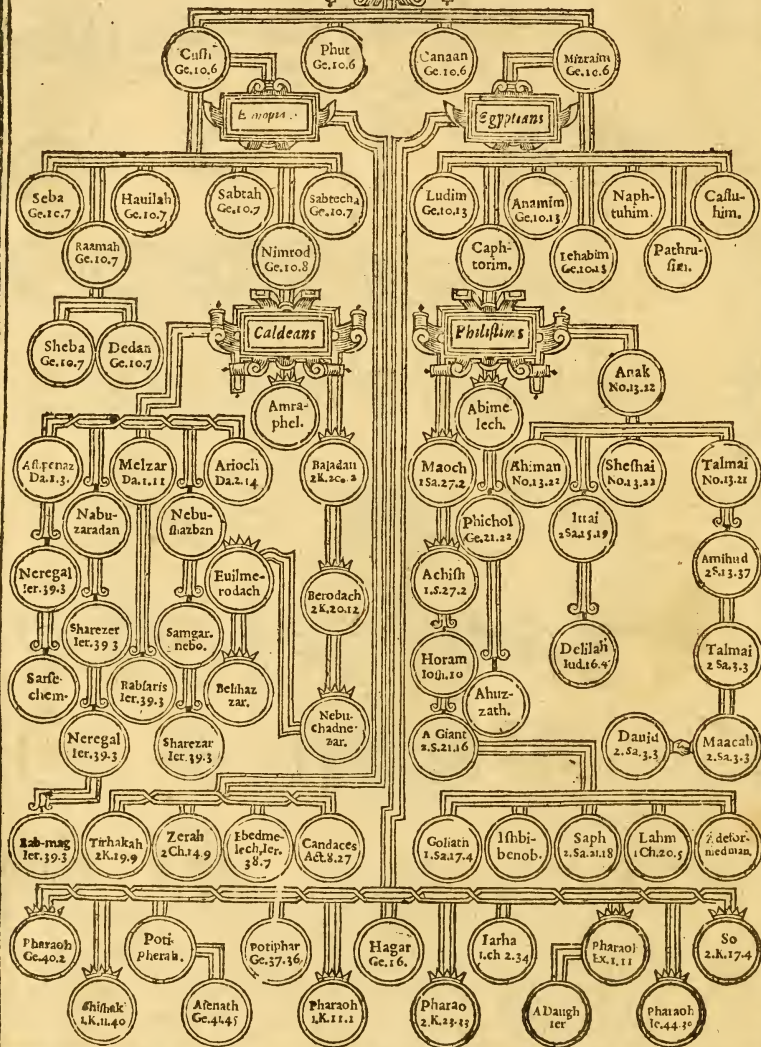 Cush
Ge.10.6
Phut
Ge.10.6
Canaan
Ge.10.6
Mizraim
Ge.10.6
Egyptians
Seba
Ge.10.7
Hauilah
Ge.10.7
Sabtah
Ge.10.7
Sabtecha
Ge.10.7
Ludim
Ge.10.13
Anamim
Ge.10.13
Naph-
tuhim.
Casluhim.
Raamah
Ge.10.7
Nimrod
Ge.10.8
Caph-
torim.
Lehabim
Ge.10.13
Pathru-
sim.
Sheba
Ge.10.7
Dedan
Ge.10.7
Caldeans
Philistims
Anak
No.13.22
Amra-
phel.
Abime-
lech.
Da.1.3.
Melzar
Da.1.11
Arioch
Da.2.14
Baladan
Maoch
1Sa.27.2
Ahiman
No.13.22
Sheshai
No.13.22
Talmai
No.13.21
Nabu-
zaradan
Nebu-
shazban
Phichol
Ge.21.22
Ittai
2Sa.15.19
Neregal
Ier.39.3
Euilme-
rodach
Berodach
2K.20.12
Achish
1.S.27.2
Amihud
2S.13.37
Sharezer
Ier.39 3
Samgar.
nebo.
Horam
Iosh.10
Delilah
Iud.16.4
Talmai
2 Sa.3.3
Sarse-
chem.
Rabsaris
Ier.39.3
Belshaz
zar.
Nebu-
chadne-
zar.
Ahuz-
zath.
Neregal
Ier.39.3
Sharezar
Ier.39.3
A Giant
2.S.21.16
Dauid
2.Sa.3.3
Maacah
2.Sa.3.3
Rab-mag
Ier.39.3
Tirhakah
2K.19.9
Zerah
2Ch.14.9
Ebedme-
lech,Ier.
38.7
Candaces
Act.8.27
Goliath
1.Sa.17.4
Ishbi-
benob.
Saph
2.Sa.21.18
Lahm
1Ch.20.5
A defor-
med man.
Pharaoh
Ge.40.2
Poti-
pherah.
Potiphar
Ge.37.36
Hagar
Ge.16.
Iarha
1.ch 2.34
Pharaoh
Ex.1.11
So
2.K.17.4
Shishak
1.K.11.40
Asenath
Ge.41.45
Pharaoh
1.K.11.1
Pharao
2.K.23.33
A Daugh
ter
Pharaoh
Ie.44.30